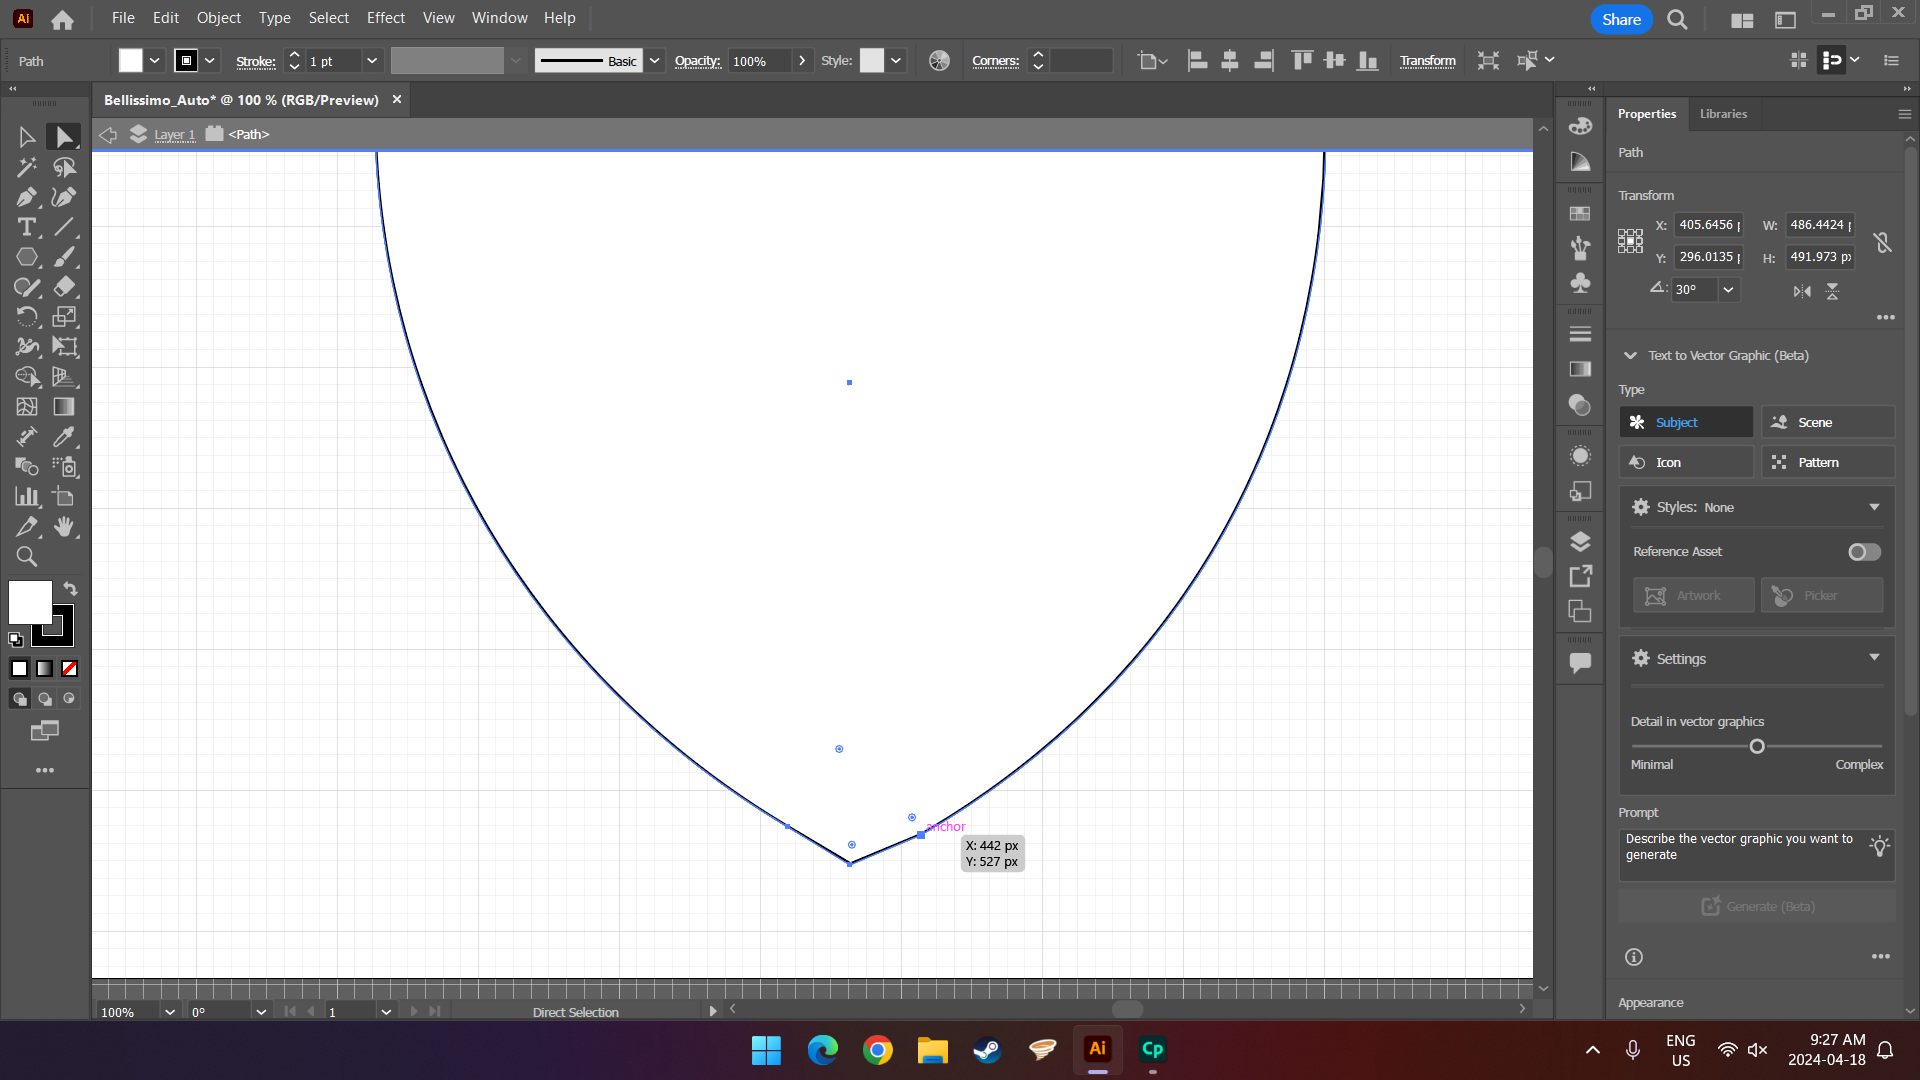 Ai File Edit Object Type Select Effect View Window Help Share
Path Stroke: 1 pt Basic Opacity: 100% Style: Corners: Transform
Bellissimo_Auto* @ 100 % (RGB/Preview)
Layer 1 <Path>
anchor
X: 442 px
Y: 527 px
100% 0° 1 Direct Selection
Properties Libraries
Path
Transform
X: 405.6456 W: 486.4424
Y: 296.0135 H: 491.973 px
30°
Text to Vector Graphic (Beta)
Type
Subject Scene
Icon Pattern
Styles: None
Reference Asset
Artwork Picker
Settings
Detail in vector graphics
Minimal Complex
Prompt
Describe the vector graphic you want to
generate
Generate (Beta)
Appearance
Ai Cp
ENG
US
9:27 AM
2024-04-18